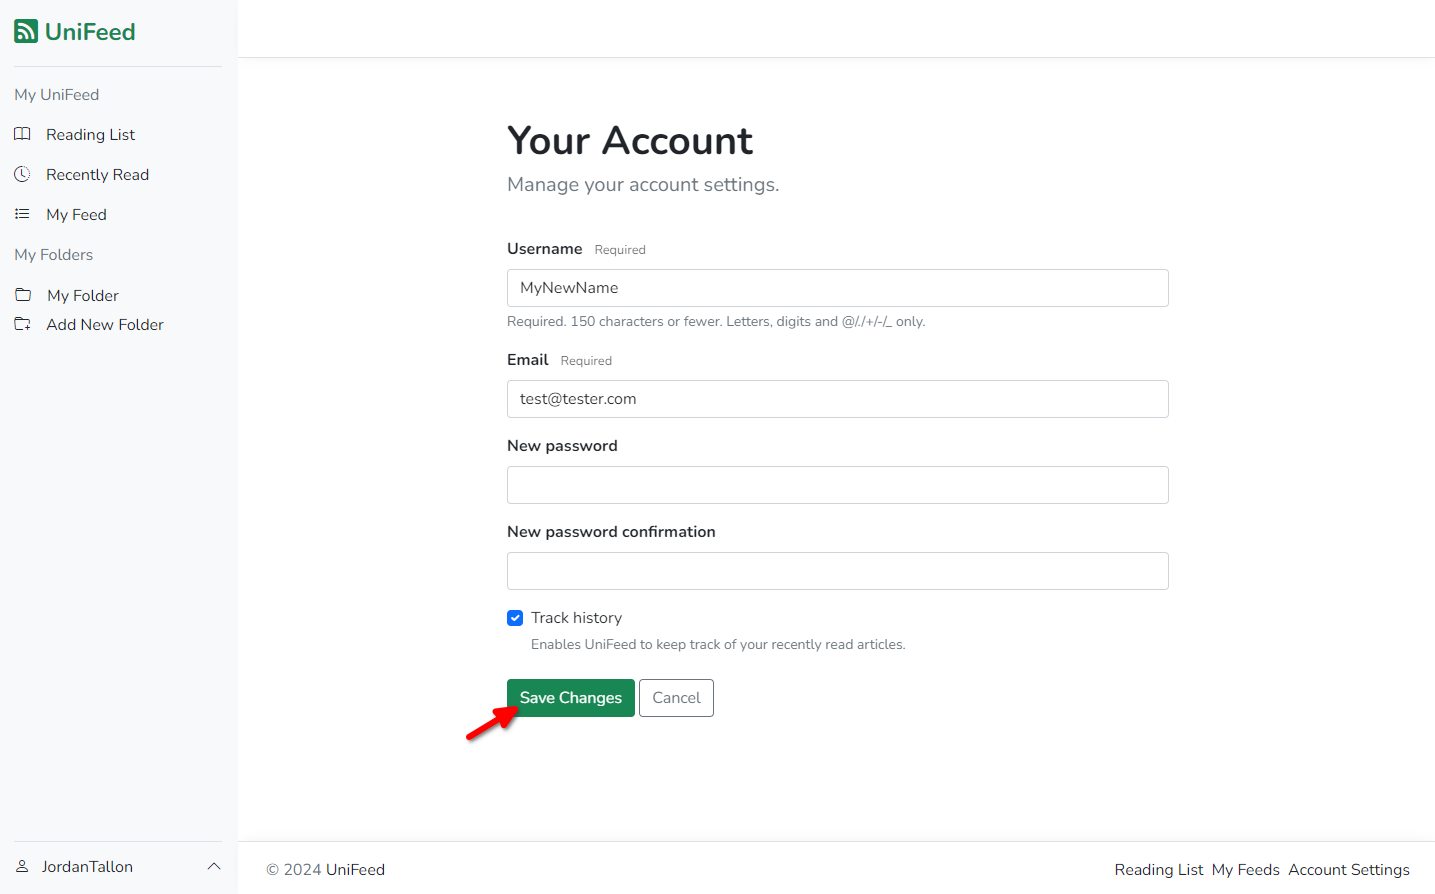 UniFeed
My UniFeed
Reading List
Recently Read
My Feed
My Folders
My Folder
Add New Folder
JordanTallon
Your Account
Manage your account settings.
Username Required
MyNewName
Required. 150 characters or fewer. Letters, digits and @/./+/-/_ only.
Email Required
test@tester.com
New password
New password confirmation
Track history
Enables UniFeed to keep track of your recently read articles.
Save Changes Cancel
© 2024 UniFeed
Reading List My Feeds Account Settings